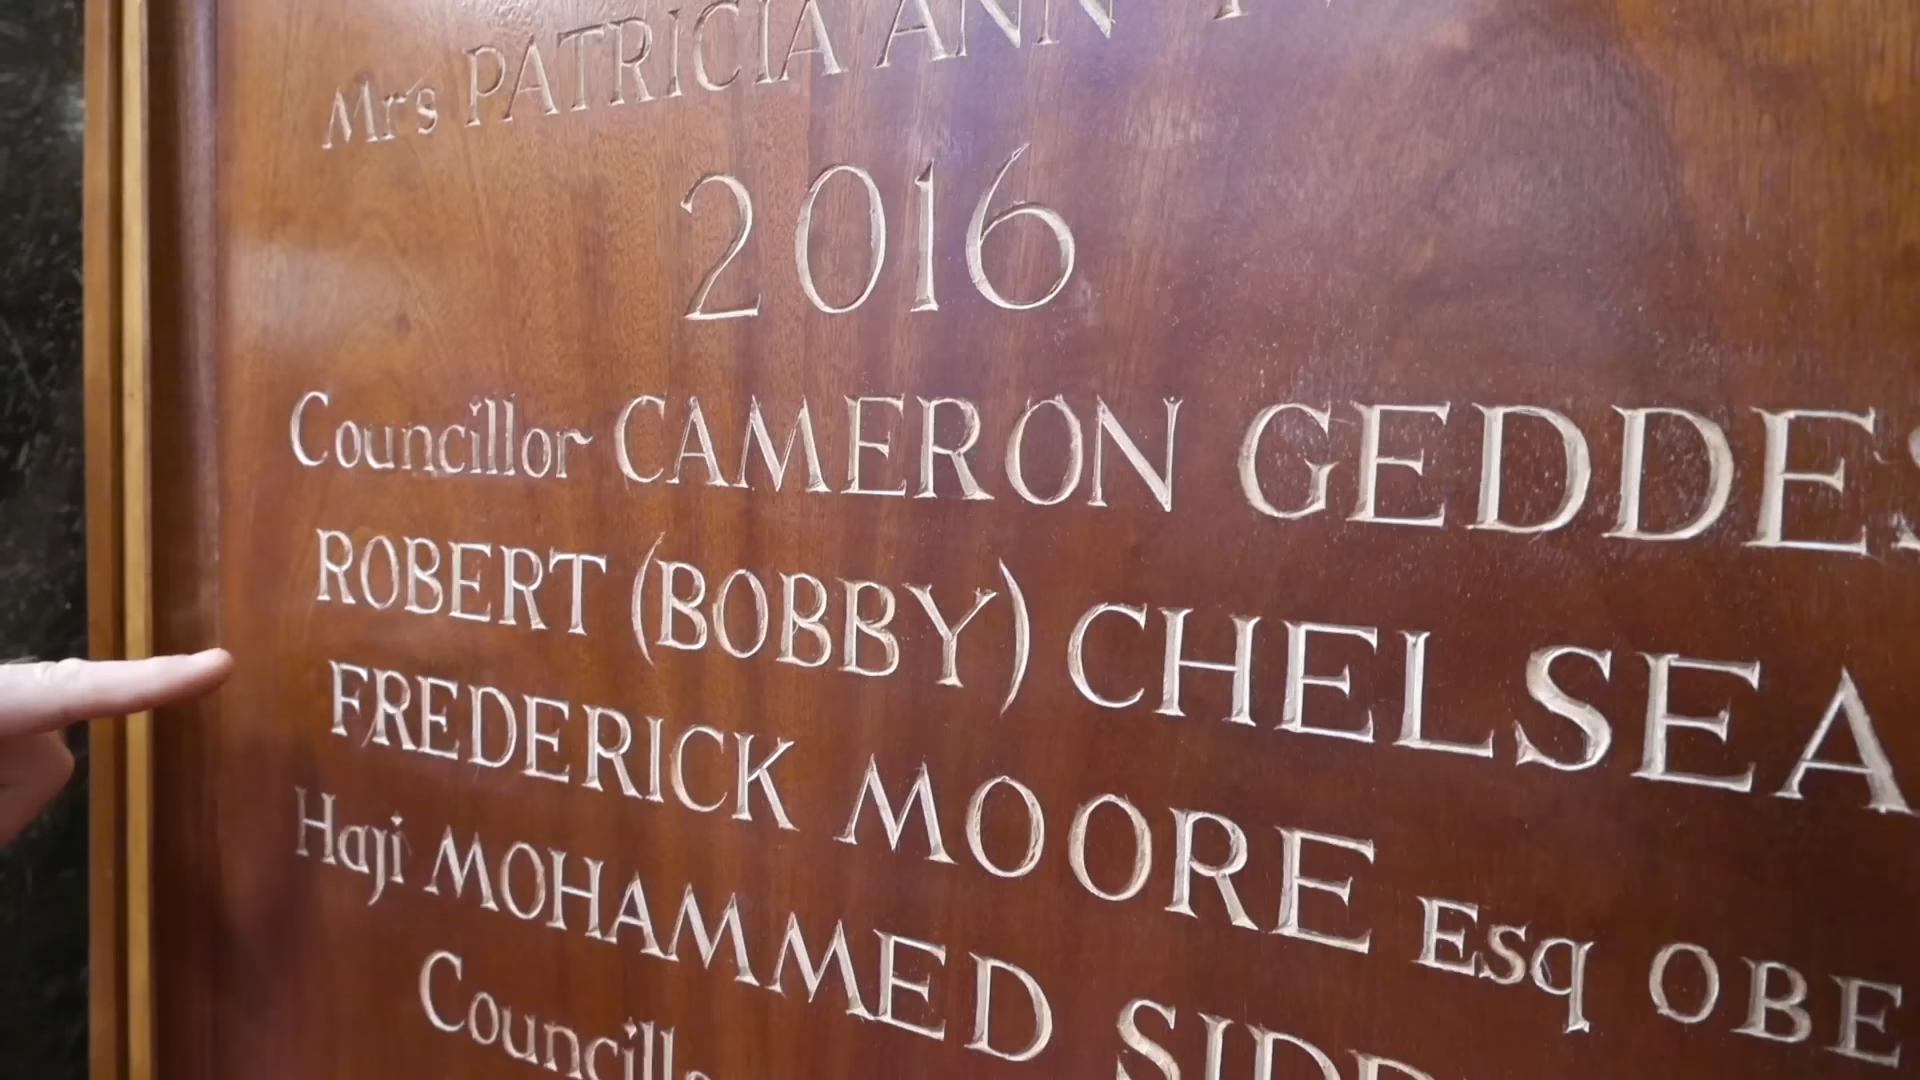 Mrs PATRICIA ANN
2016
Councillor CAMERON GEDDES
ROBERT (BOBBY) CHELSEA
FREDERICK MOORE Esq OBE
Haji MOHAMMED